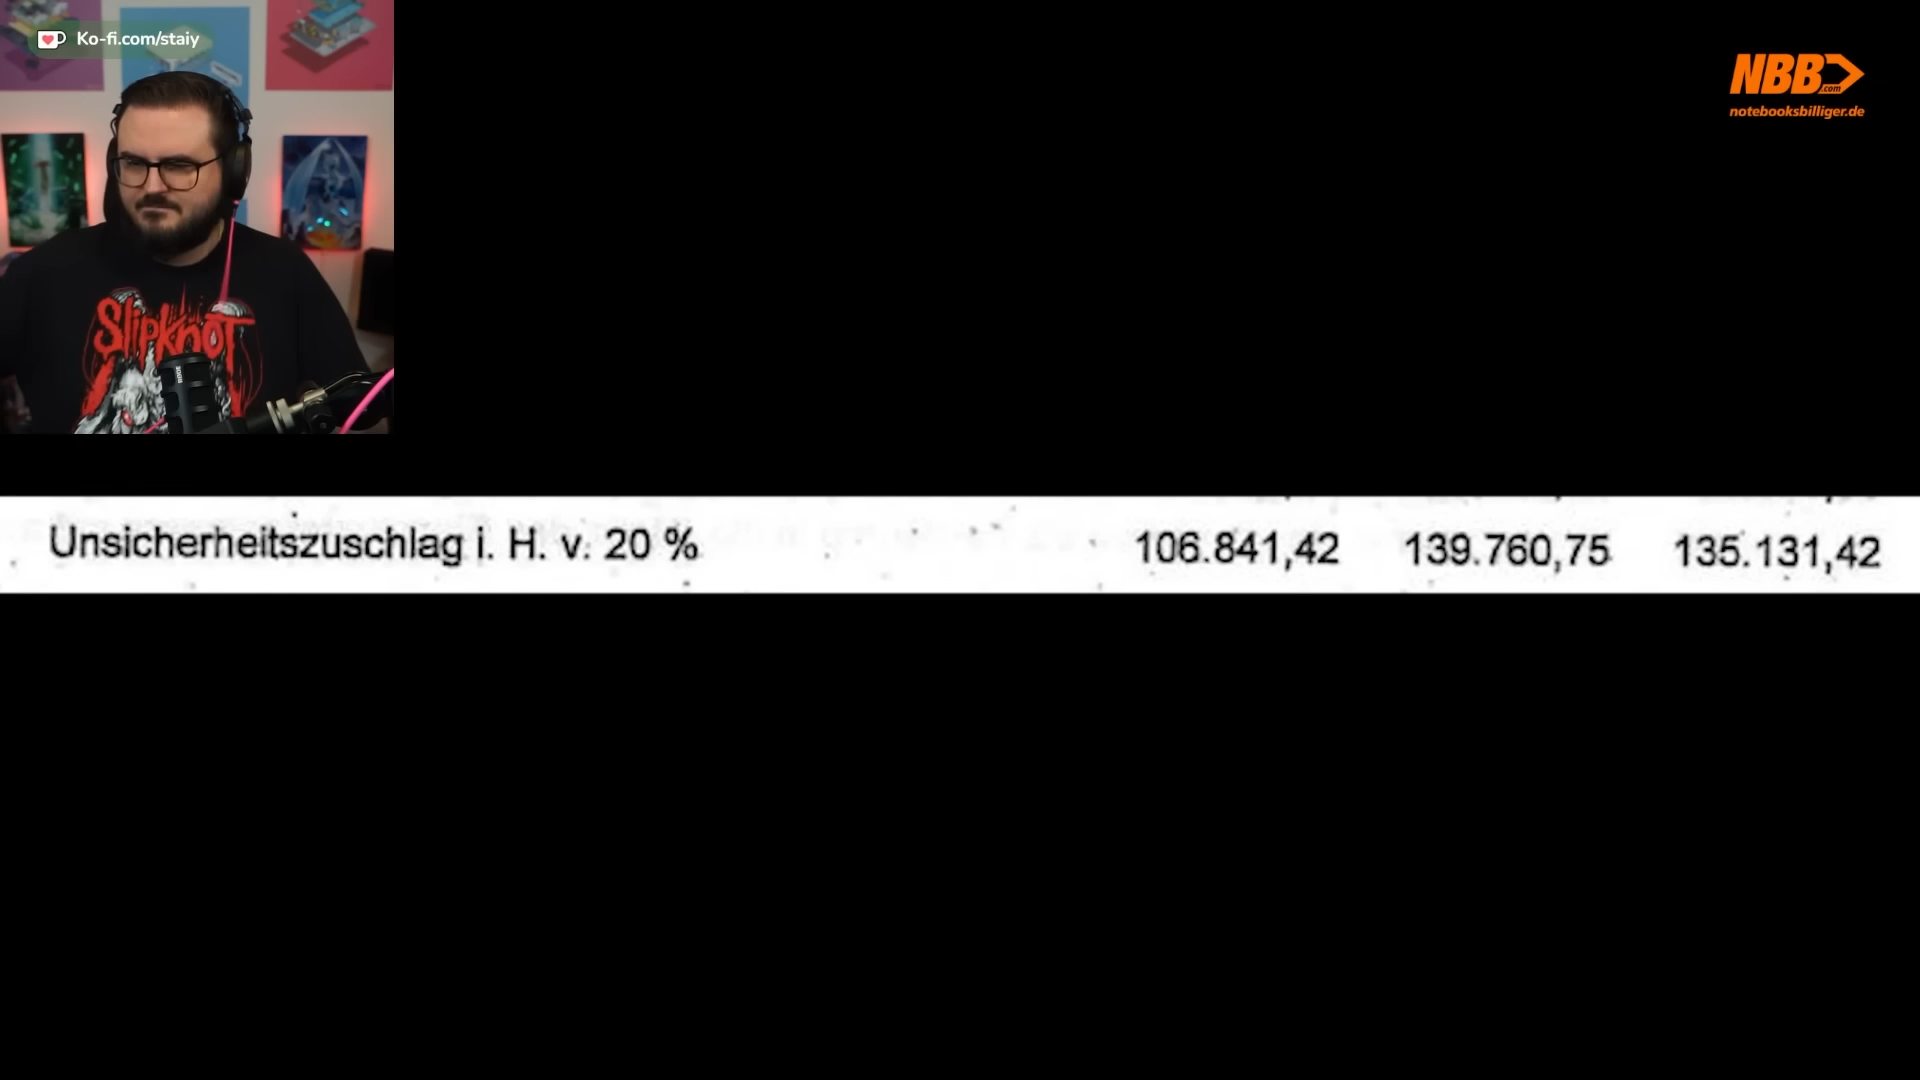 Ko-fi.com/staiy
NBB.com
notebooksbilliger.de
Slipknot
Unsicherheitszuschlag i. H. v. 20 % 106.841,42 139.760,75 135.131,42